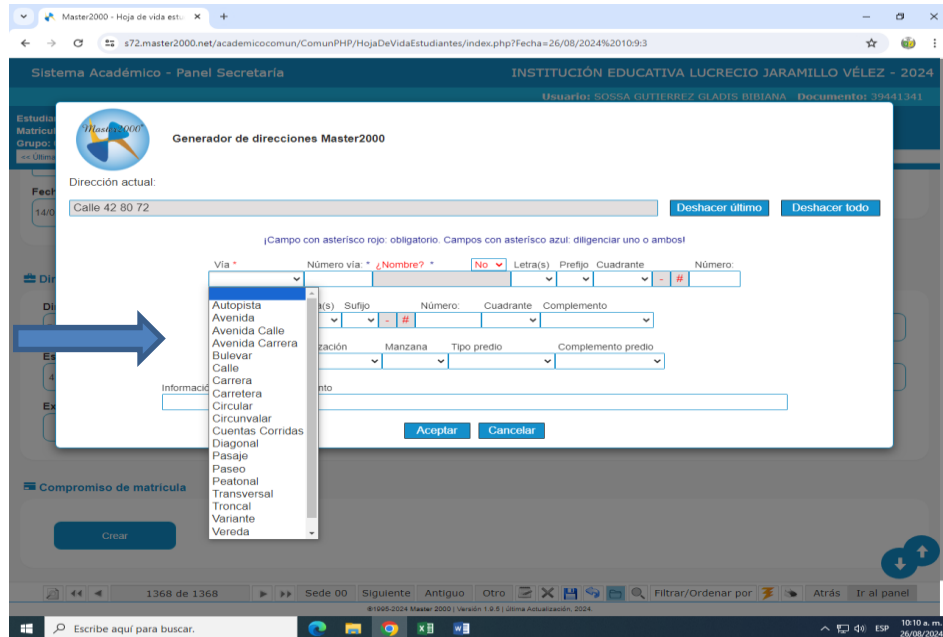 Master2000 - Hoja de vida estu
s72.master2000.net/academicocomun/ComunPHP/HojaDeVidaEstudiantes/index.php?Fecha=26/08/2024%2010:9:3
Sistema Académico - Panel Secretaría INSTITUCIÓN EDUCATIVA LUCRECIO JARAMILLO VÉLEZ - 2024
Usuario: SOSSA GUTIERREZ GLADIS BIBIANA Documento: 39441341
Master2000
Generador de direcciones Master2000
Dirección actual:
Calle 42 80 72 Deshacer último Deshacer todo
¡Campo con asterísco rojo: obligatorio. Campos con asterísco azul: diligenciar uno o ambos!
Vía * Número vía: * ¿Nombre? * No Letra(s) Prefijo Cuadrante Número:
- #
Autopista
Avenida
Avenida Calle
Avenida Carrera
Bulevar
Calle
Carrera
Carretera
Circular
Circunvalar
Cuentas Corridas
Diagonal
Pasaje
Paseo
Peatonal
Transversal
Troncal
Variante
Vereda
Sufijo Número: Cuadrante Complemento
- #
Manzana Tipo predio Complemento predio
Aceptar Cancelar
Compromiso de matricula
Crear
1368 de 1368 Sede 00 Siguiente Antiguo Otro Filtrar/Ordenar por Atrás Ir al panel
©1995-2024 Master 2000 | Versión 1.9.5 | Última Actualización. 2024.
Escribe aquí para buscar. ESP 10:10 a. m.
26/08/2024